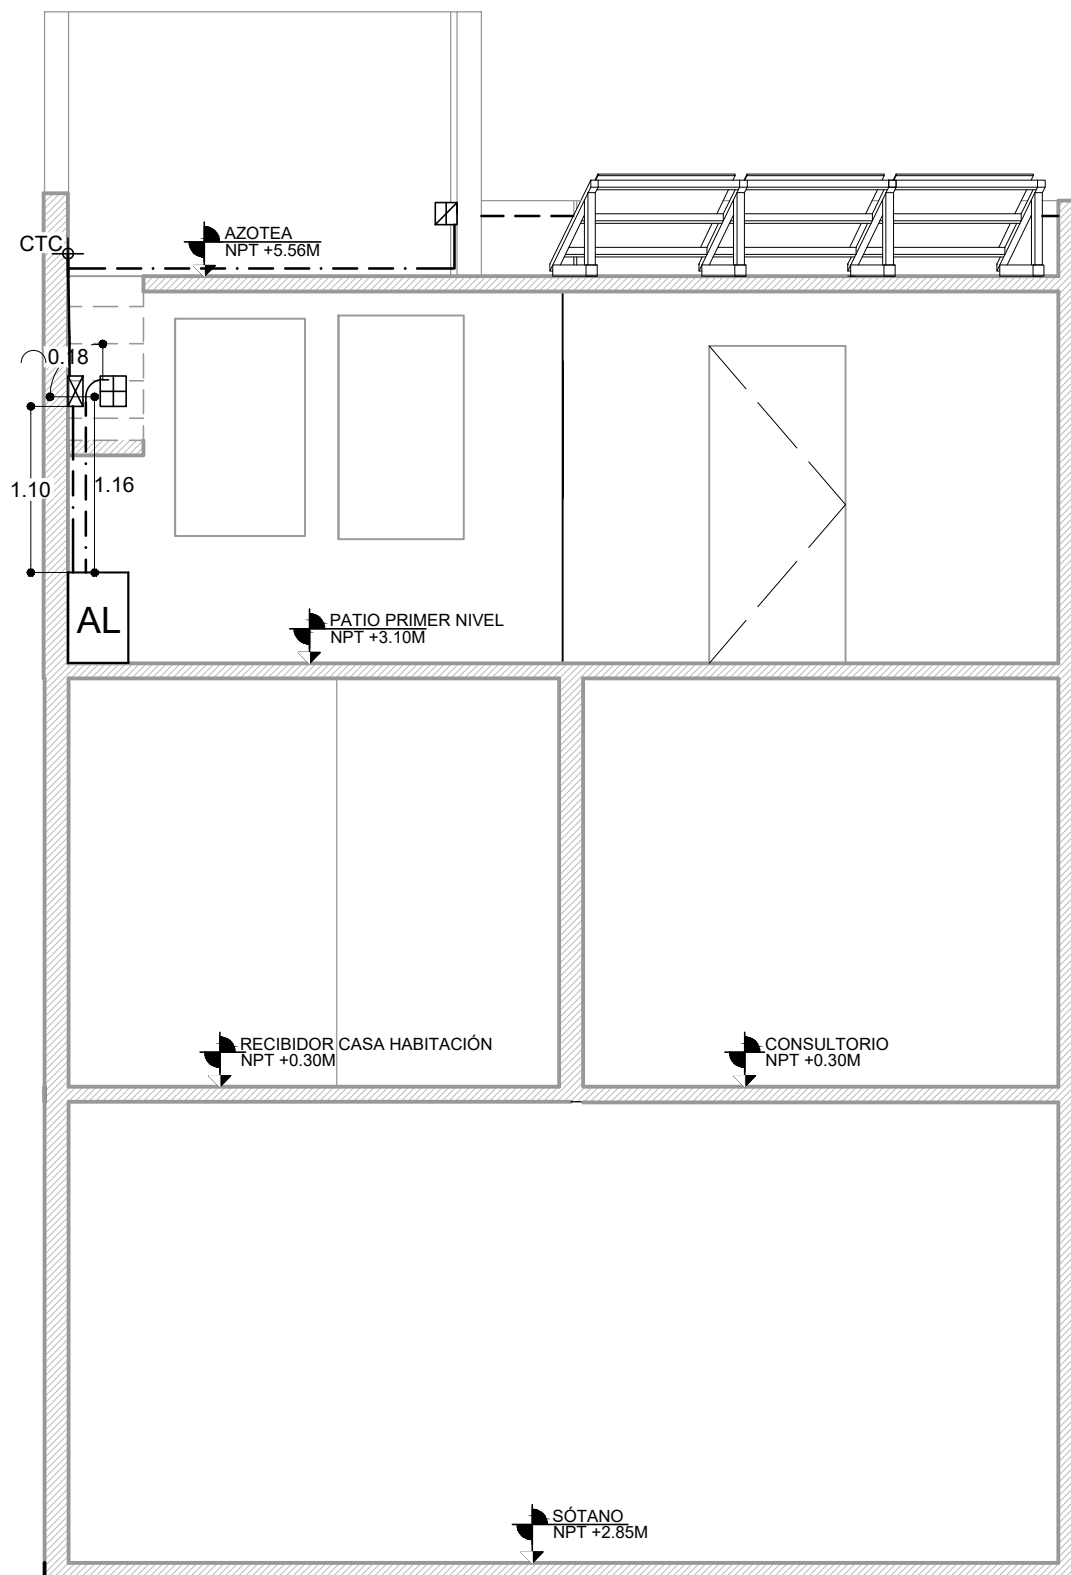 AZOTEA
NPT +5.56M
CTC
0.18
1.10
1.16
AL
PATIO PRIMER NIVEL
NPT +3.10M
RECIBIDOR CASA HABITACIÓN
NPT +0.30M
CONSULTORIO
NPT +0.30M
SÓTANO
NPT +2.85M